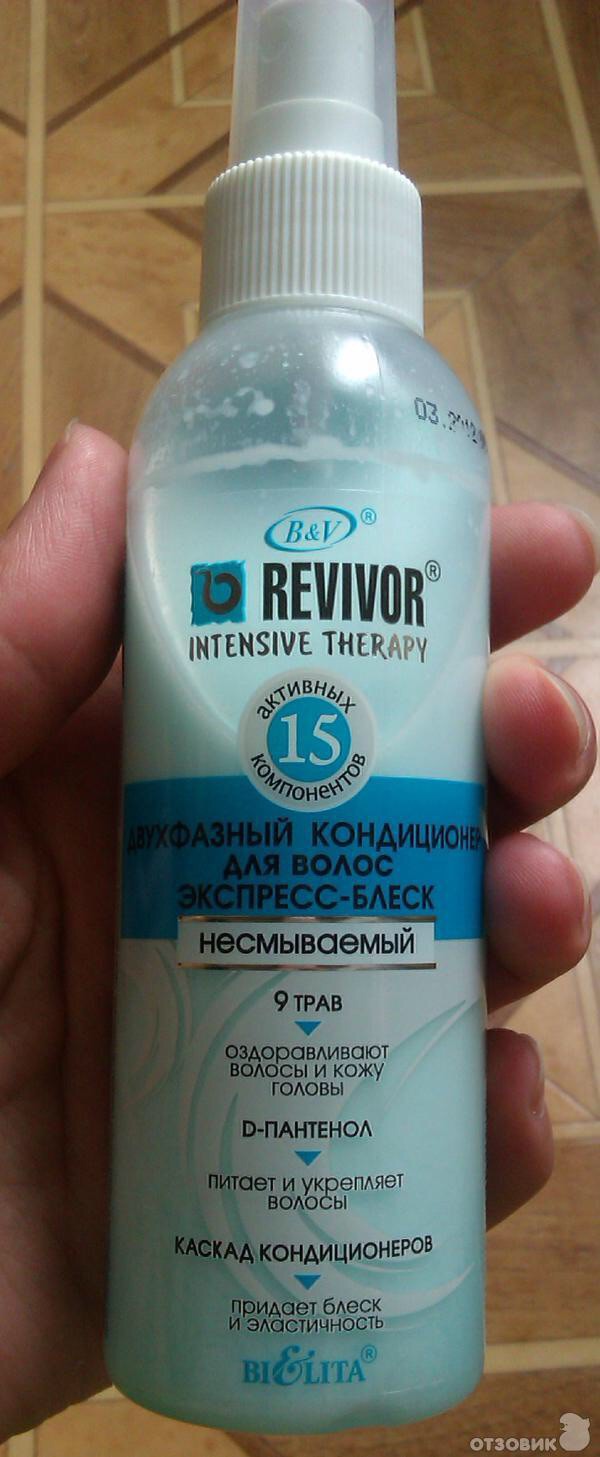 B&V®
REVIVOR®
INTENSIVE THERAPY
активных
15
компонентов
ДВУХФАЗНЫЙ КОНДИЦИОНЕР
ДЛЯ ВОЛОС
ЭКСПРЕСС-БЛЕСК
несмываемый
9 ТРАВ
оздоравливают
волосы и кожу
головы
D-ПАНТЕНОЛ
питает и укрепляет
волосы
КАСКАД КОНДИЦИОНЕРОВ
придает блеск
и эластичность
BIELITA®
ОТЗОВИК